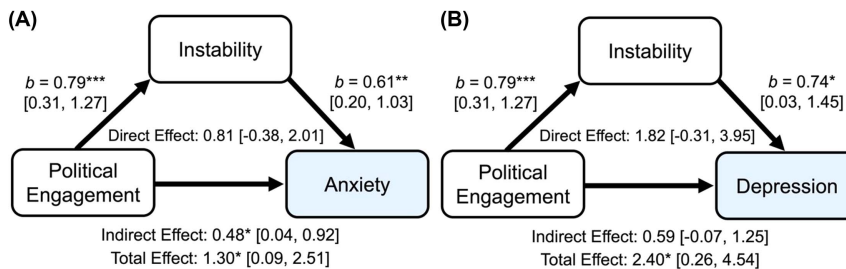 (A)
Instability
b = 0.79***
[0.31, 1.27]
b = 0.61**
[0.20, 1.03]
Direct Effect: 0.81 [-0.38, 2.01]
Political
Engagement
Anxiety
Indirect Effect: 0.48* [0.04, 0.92]
Total Effect: 1.30* [0.09, 2.51]
(B)
Instability
b = 0.79***
[0.31, 1.27]
b = 0.74*
[0.03, 1.45]
Direct Effect: 1.82 [-0.31, 3.95]
Political
Engagement
Depression
Indirect Effect: 0.59 [-0.07, 1.25]
Total Effect: 2.40* [0.26, 4.54]